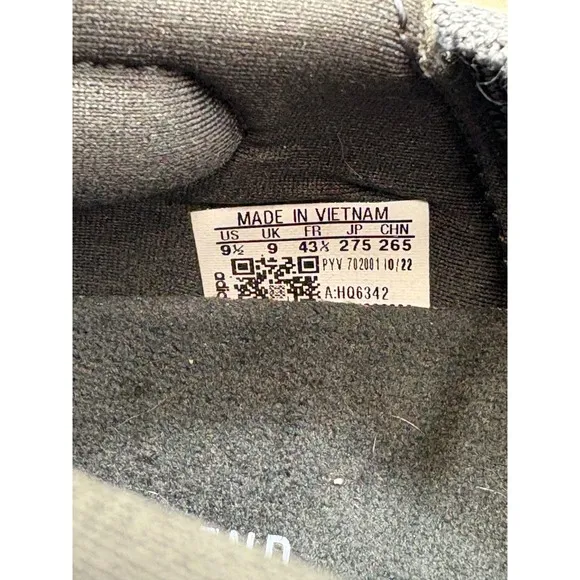 MADE IN VIETNAM
US UK FR JP CHN
9½ 9 43⅓ 275 265
PYV 702001 10/22
A:HQ6342